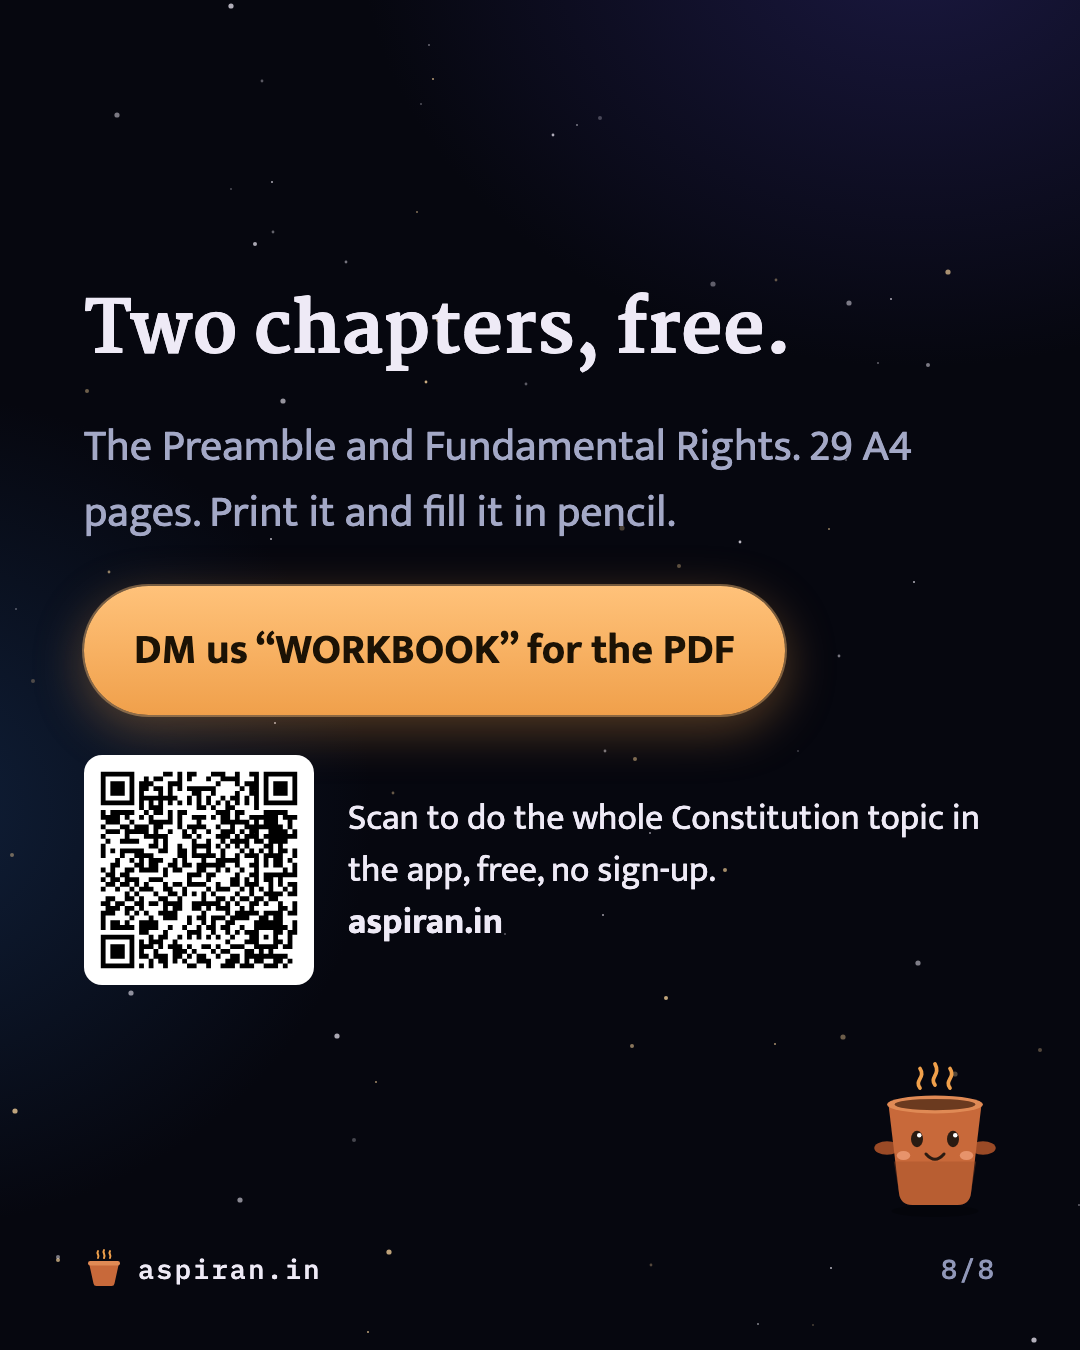 Two chapters, free.
The Preamble and Fundamental Rights. 29 A4
pages. Print it and fill it in pencil.
DM us “WORKBOOK” for the PDF
Scan to do the whole Constitution topic in
the app, free, no sign-up.
aspiran.in
aspiran.in
8/8